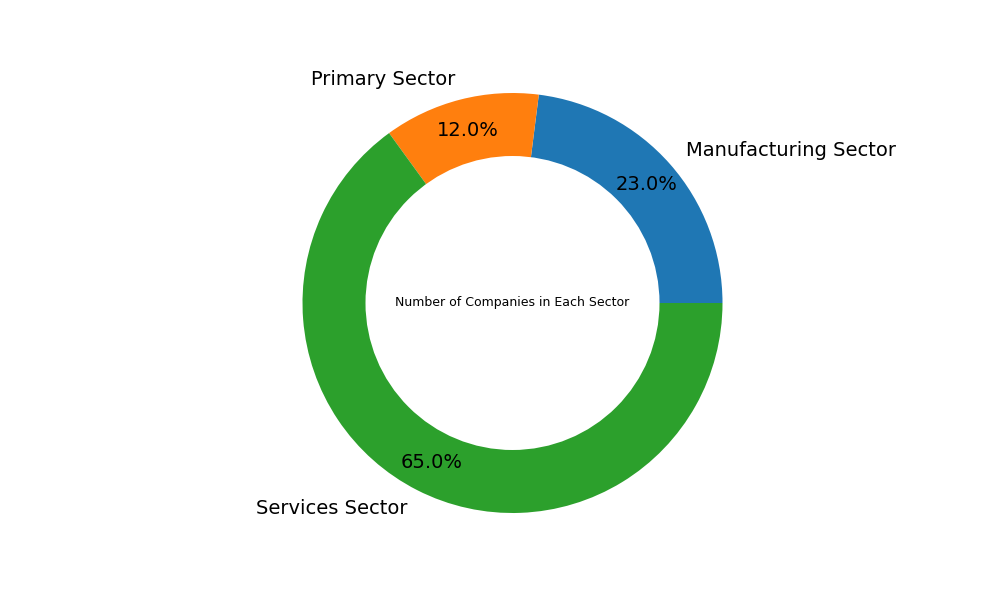 Primary Sector
12.0%
Manufacturing Sector
23.0%
Number of Companies in Each Sector
65.0%
Services Sector